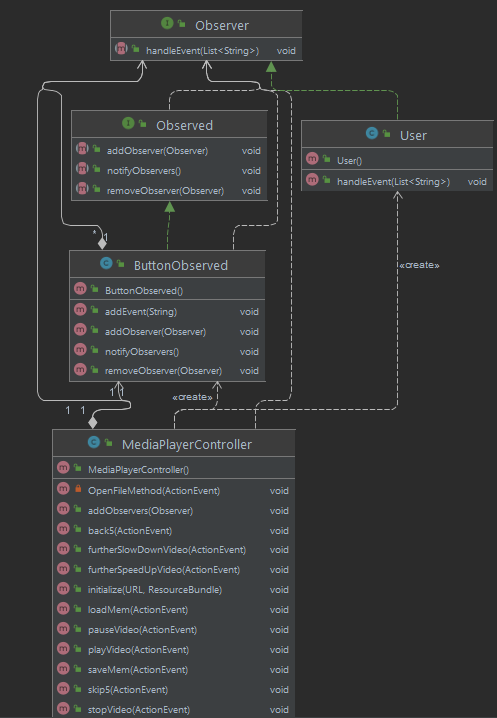 Observer
handleEvent(List<String>) void
Observed
addObserver(Observer) void
notifyObservers() void
removeObserver(Observer) void
User
User()
handleEvent(List<String>) void
* 1
«create»
ButtonObserved
ButtonObserved()
addEvent(String) void
addObserver(Observer) void
notifyObservers() void
removeObserver(Observer) void
1 1
«create»
1 1
MediaPlayerController
MediaPlayerController()
OpenFileMethod(ActionEvent) void
addObservers(Observer) void
back5(ActionEvent) void
furtherSlowDownVideo(ActionEvent) void
furtherSpeedUpVideo(ActionEvent) void
initialize(URL, ResourceBundle) void
loadMem(ActionEvent) void
pauseVideo(ActionEvent) void
playVideo(ActionEvent) void
saveMem(ActionEvent) void
skip5(ActionEvent) void
stopVideo(ActionEvent) void